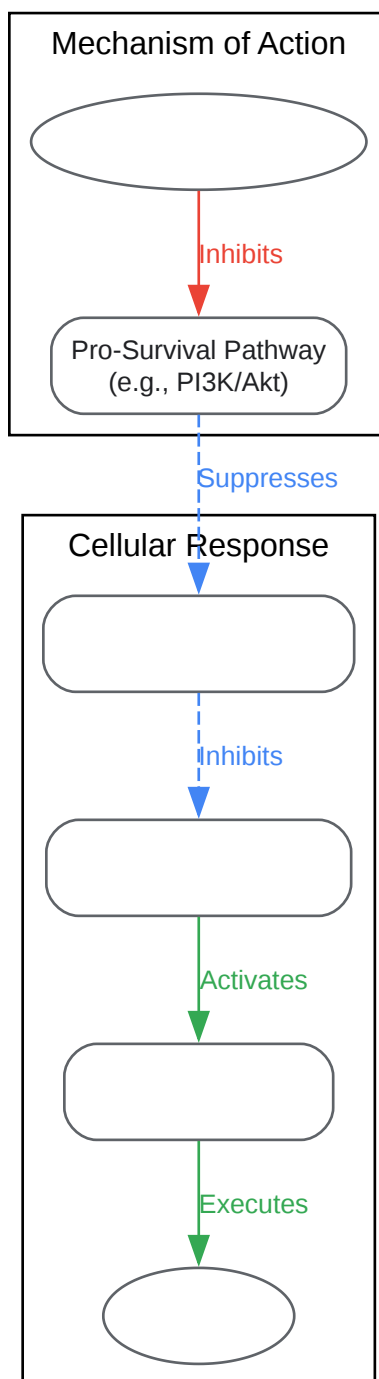 Mechanism of Action
Inhibits
Pro-Survival Pathway
(e.g., PI3K/Akt)
Suppresses
Cellular Response
Inhibits
Activates
Executes